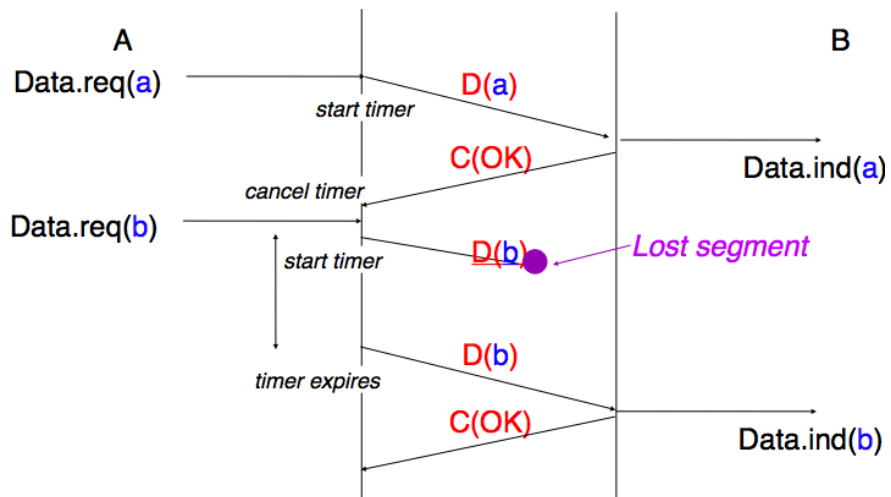 A
B
Data.req(a)
D(a)
start timer
C(OK)
Data.ind(a)
cancel timer
Data.req(b)
start timer
D(b)
Lost segment
D(b)
timer expires
C(OK)
Data.ind(b)